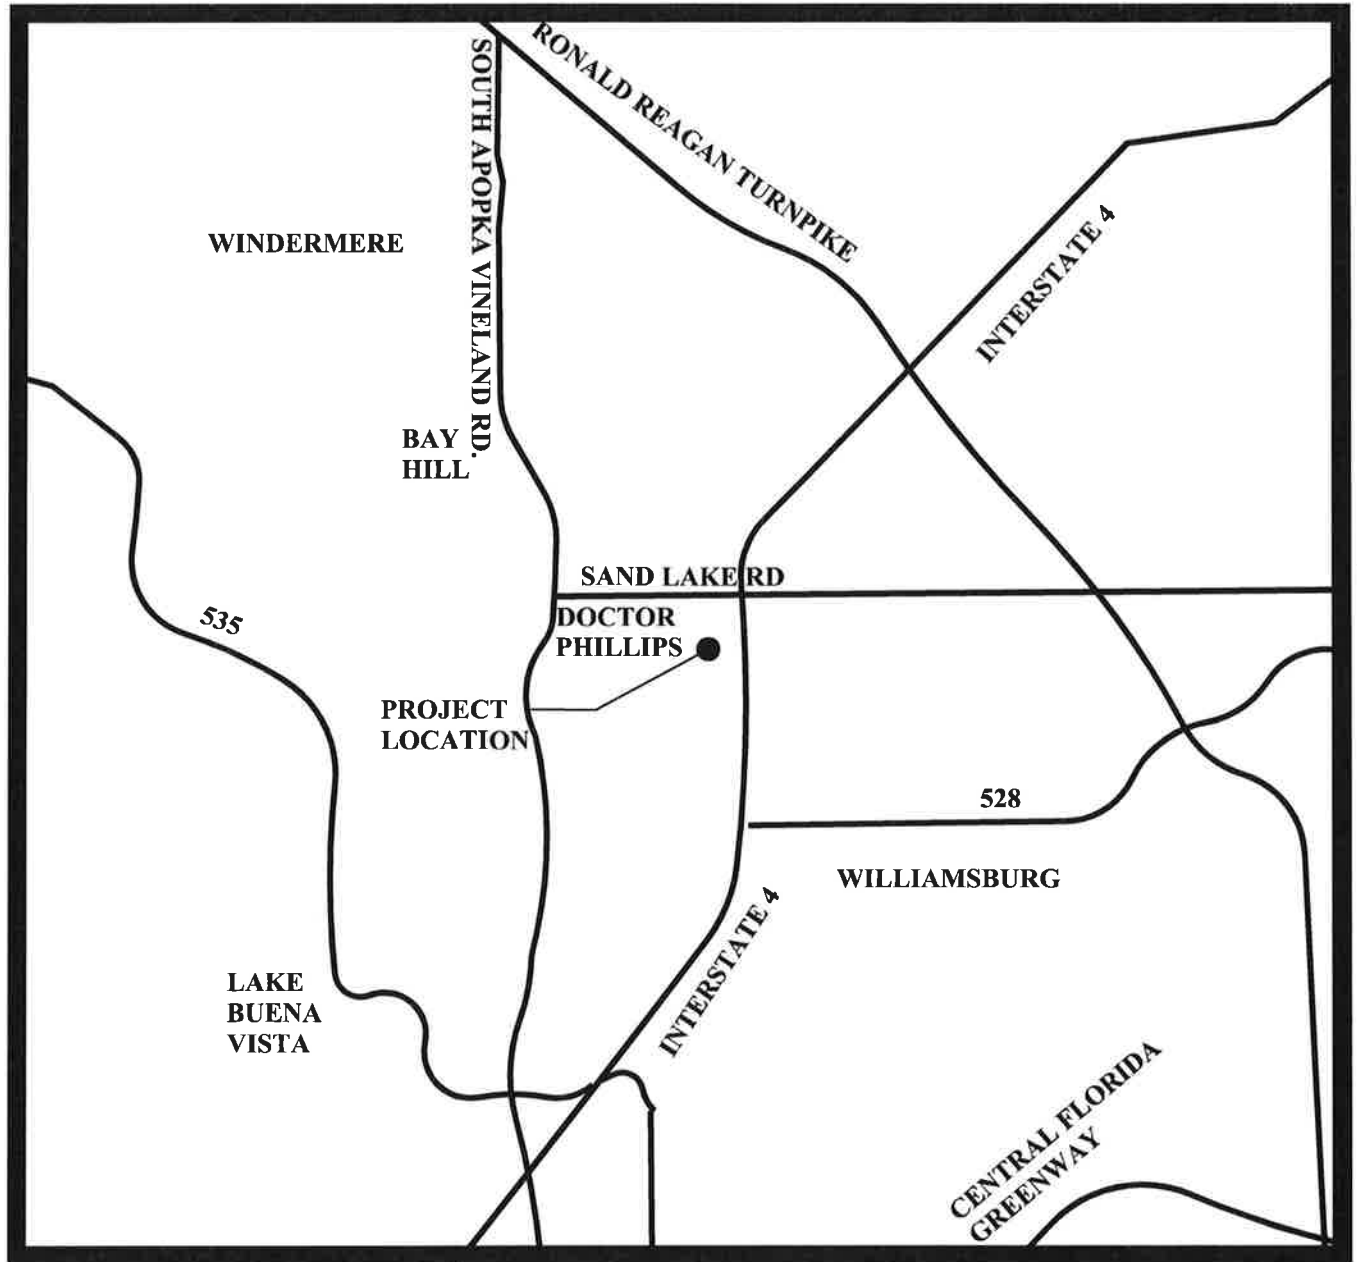 RONALD REAGAN TURNPIKE
SOUTH APOPKA VINELAND RD.
INTERSTATE 4
WINDERMERE
BAY
HILL
SAND LAKE RD
535
DOCTOR
PHILLIPS
PROJECT
LOCATION
528
WILLIAMSBURG
INTERSTATE 4
LAKE
BUENA
VISTA
CENTRAL FLORIDA
GREENWAY